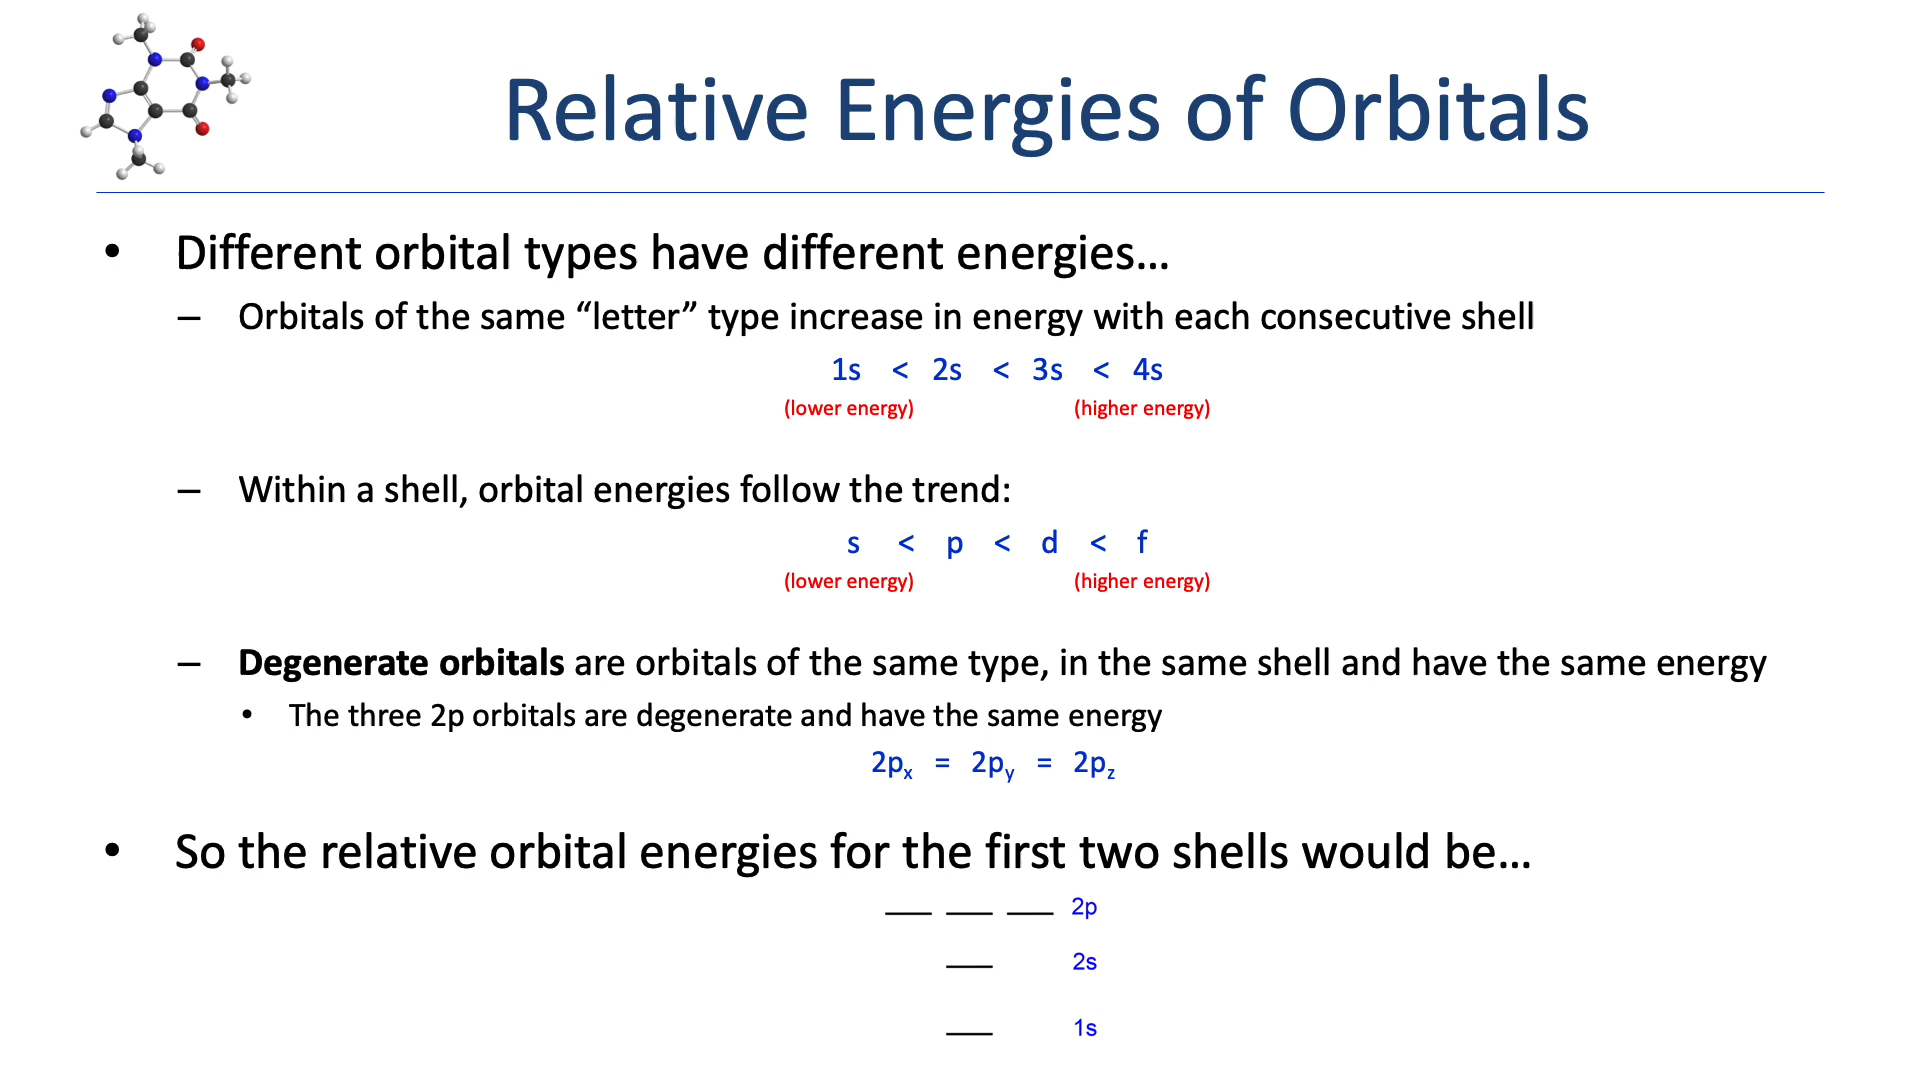 Relative Energies of Orbitals
• Different orbital types have different energies…
– Orbitals of the same “letter” type increase in energy with each consecutive shell
1s < 2s < 3s < 4s
(lower energy) (higher energy)
– Within a shell, orbital energies follow the trend:
s < p < d < f
(lower energy) (higher energy)
– Degenerate orbitals are orbitals of the same type, in the same shell and have the same energy
• The three 2p orbitals are degenerate and have the same energy
2pₓ = 2p_y = 2p_z
• So the relative orbital energies for the first two shells would be…
2p
2s
1s